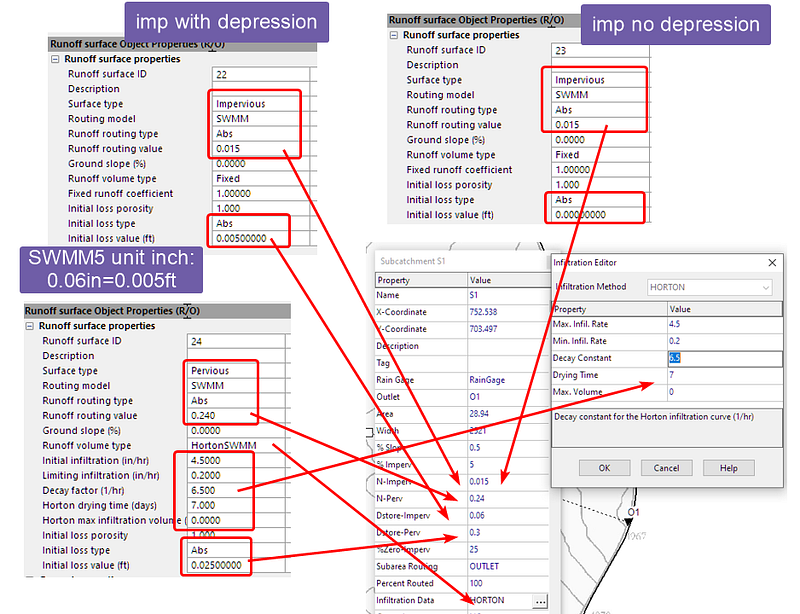 imp with depression
Runoff surface Object Properties (R/O)
Runoff surface properties
Runoff surface ID 22
Description
Surface type Impervious
Routing model SWMM
Runoff routing type Abs
Runoff routing value 0.015
Ground slope (%) 0.0000
Runoff volume type Fixed
Fixed runoff coefficient 1.00000
Initial loss porosity 1.000
Initial loss type Abs
Initial loss value (ft) 0.00500000
imp no depression
Runoff surface Object Properties (R/O)
Runoff surface properties
Runoff surface ID 23
Description
Surface type Impervious
Routing model SWMM
Runoff routing type Abs
Runoff routing value 0.015
Ground slope (%) 0.0000
Runoff volume type Fixed
Fixed runoff coefficient 1.00000
Initial loss porosity 1.000
Initial loss type Abs
Initial loss value (ft) 0.00000000
SWMM5 unit inch:
0.06in=0.005ft
Runoff surface Object Properties (R/O)
Runoff surface properties
Runoff surface ID 24
Description
Surface type Pervious
Routing model SWMM
Runoff routing type Abs
Runoff routing value 0.240
Ground slope (%) 0.0000
Runoff volume type HortonSWMM
Initial infiltration (in/hr) 4.5000
Limiting infiltration (in/hr) 0.2000
Decay factor (1/hr) 6.500
Horton drying time (days) 7.000
Horton max infiltration volume ( 0.0000
Initial loss porosity 1.000
Initial loss type Abs
Initial loss value (ft) 0.02500000
Subcatchment S1
Property Value
Name S1
X-Coordinate 752.538
Y-Coordinate 703.497
Description
Tag
Rain Gage RainGage
Outlet O1
Area 28.94
Width 2521
% Slope 0.5
% Imperv 5
N-Imperv 0.015
N-Perv 0.24
Dstore-Imperv 0.06
Dstore-Perv 0.3
%Zero-Imperv 25
Subarea Routing OUTLET
Percent Routed 100
Infiltration Data HORTON ...
Infiltration Editor
Infiltration Method HORTON
Property Value
Max. Infil. Rate 4.5
Min. Infil. Rate 0.2
Decay Constant 6.5
Drying Time 7
Max. Volume 0
Decay constant for the Horton infiltration curve (1/hr)
OK Cancel Help
O1
4967